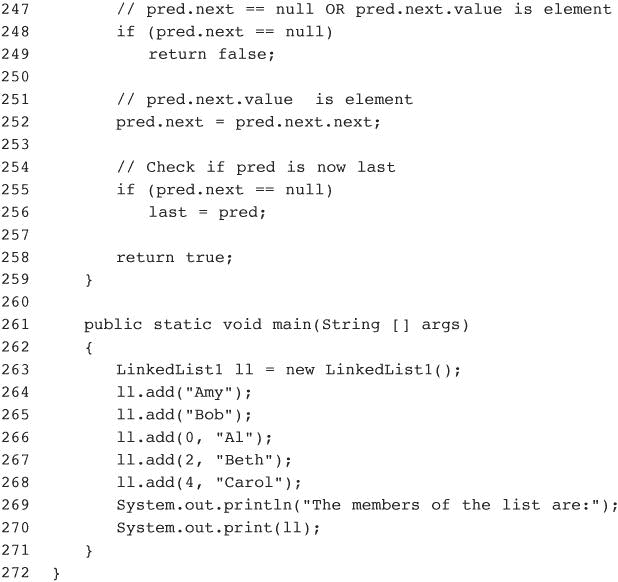 247         // pred.next == null OR pred.next.value is element
248         if (pred.next == null)
249            return false;
250
251         // pred.next.value  is element
252         pred.next = pred.next.next;
253
254         // Check if pred is now last
255         if (pred.next == null)
256            last = pred;
257
258         return true;
259      }
260
261      public static void main(String [] args)
262      {
263         LinkedList1 ll = new LinkedList1();
264         ll.add("Amy");
265         ll.add("Bob");
266         ll.add(0, "Al");
267         ll.add(2, "Beth");
268         ll.add(4, "Carol");
269         System.out.println("The members of the list are:");
270         System.out.print(ll);
271      }
272   }